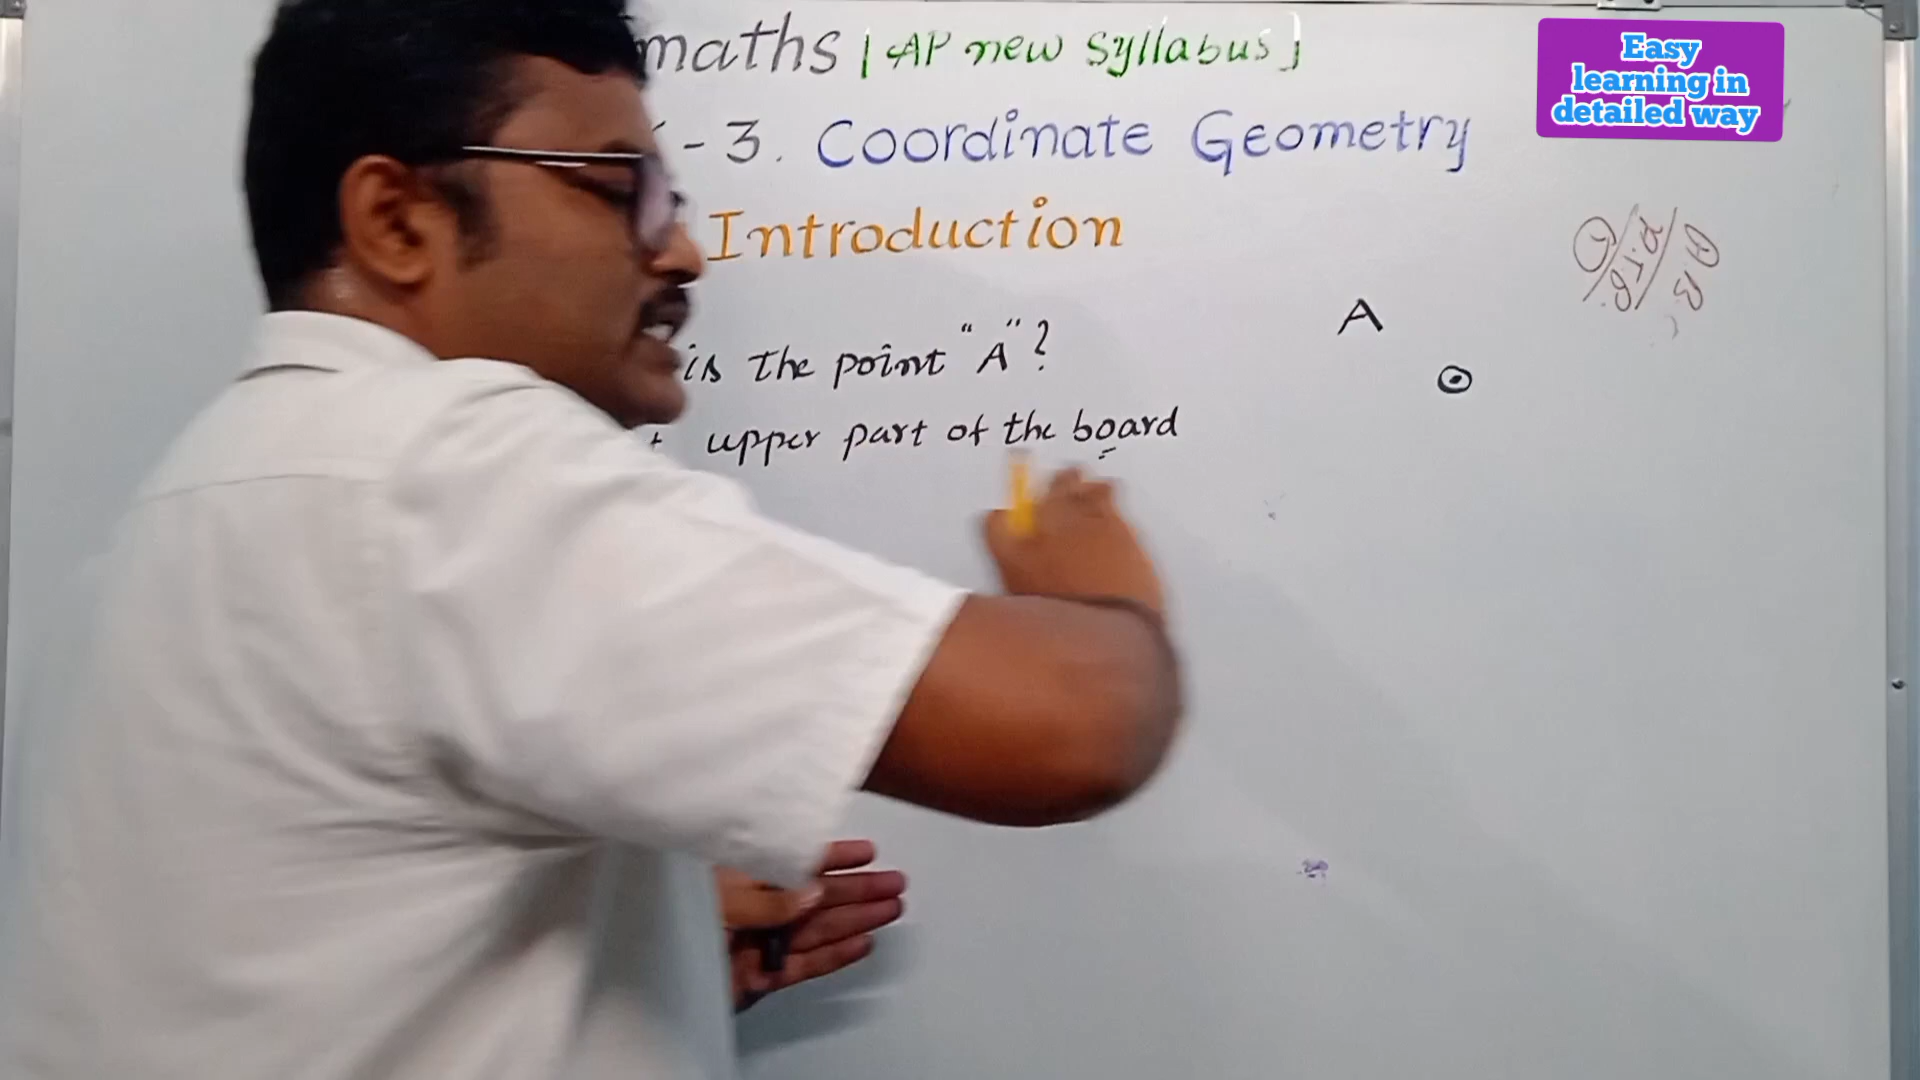 maths [AP new Syllabus]
- 3. Coordinate Geometry
Introduction
is the point "A"?
upper part of the board
A
Easy
learning in
detailed way